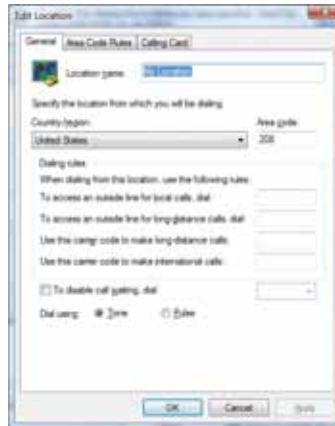 Edit Location
General Area Code Rules Calling Card
Location name: My Location
Specify the location from which you will be dialing.
Country/region: Area code:
United States 208
Dialing rules
When dialing from this location, use the following rules:
To access an outside line for local calls, dial:
To access an outside line for long-distance calls, dial:
Use this carrier code to make long-distance calls:
Use this carrier code to make international calls:
To disable call waiting, dial:
Dial using: Tone Pulse
OK Cancel Apply